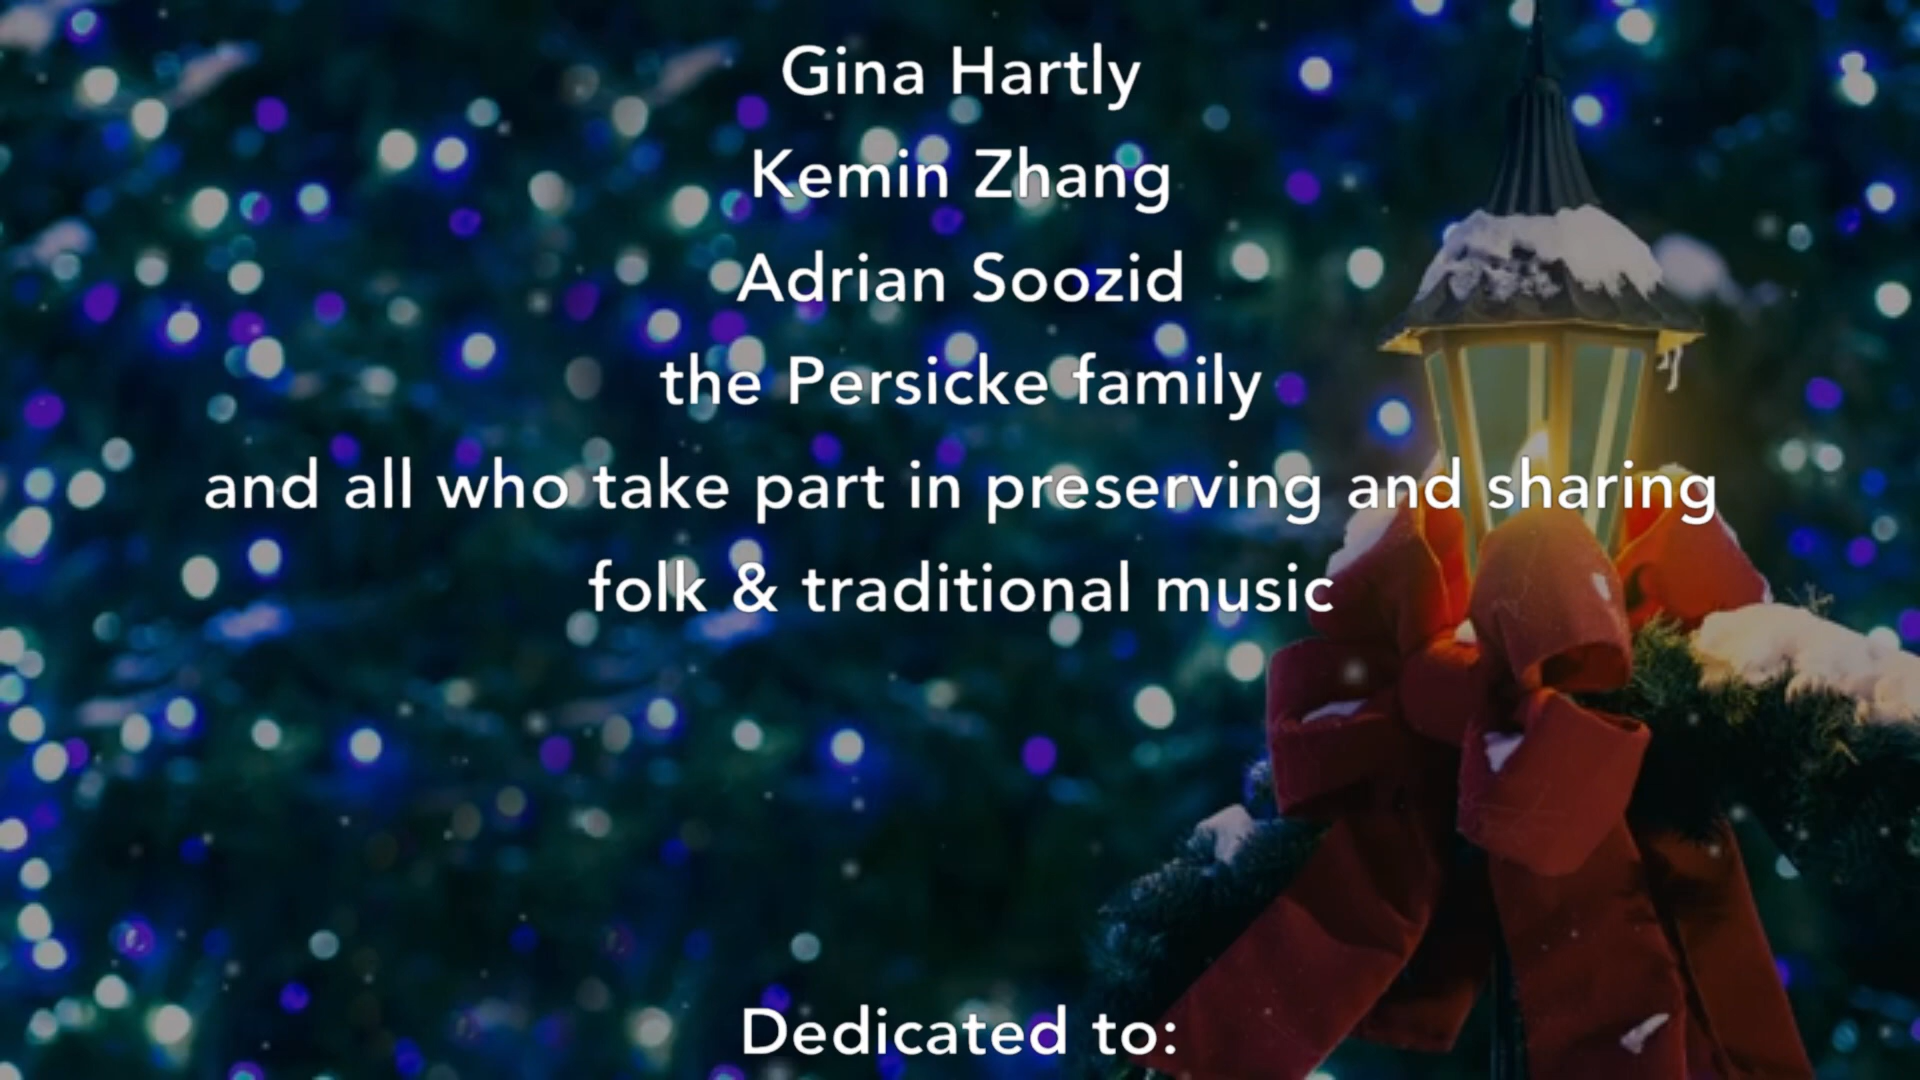 Gina Hartly
Kemin Zhang
Adrian Soozid
the Persicke family
and all who take part in preserving and sharing
folk & traditional music
Dedicated to: